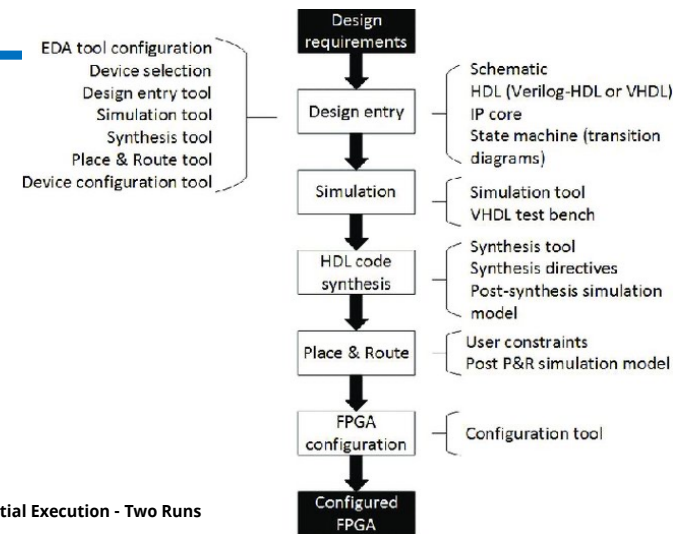 Design
requirements
EDA tool configuration
Device selection
Design entry tool
Simulation tool
Synthesis tool
Place & Route tool
Device configuration tool
Design entry
Schematic
HDL (Verilog-HDL or VHDL)
IP core
State machine (transition
diagrams)
Simulation
Simulation tool
VHDL test bench
HDL code
synthesis
Synthesis tool
Synthesis directives
Post-synthesis simulation
model
Place & Route
User constraints
Post P&R simulation model
FPGA
configuration
Configuration tool
tial Execution - Two Runs
Configured
FPGA